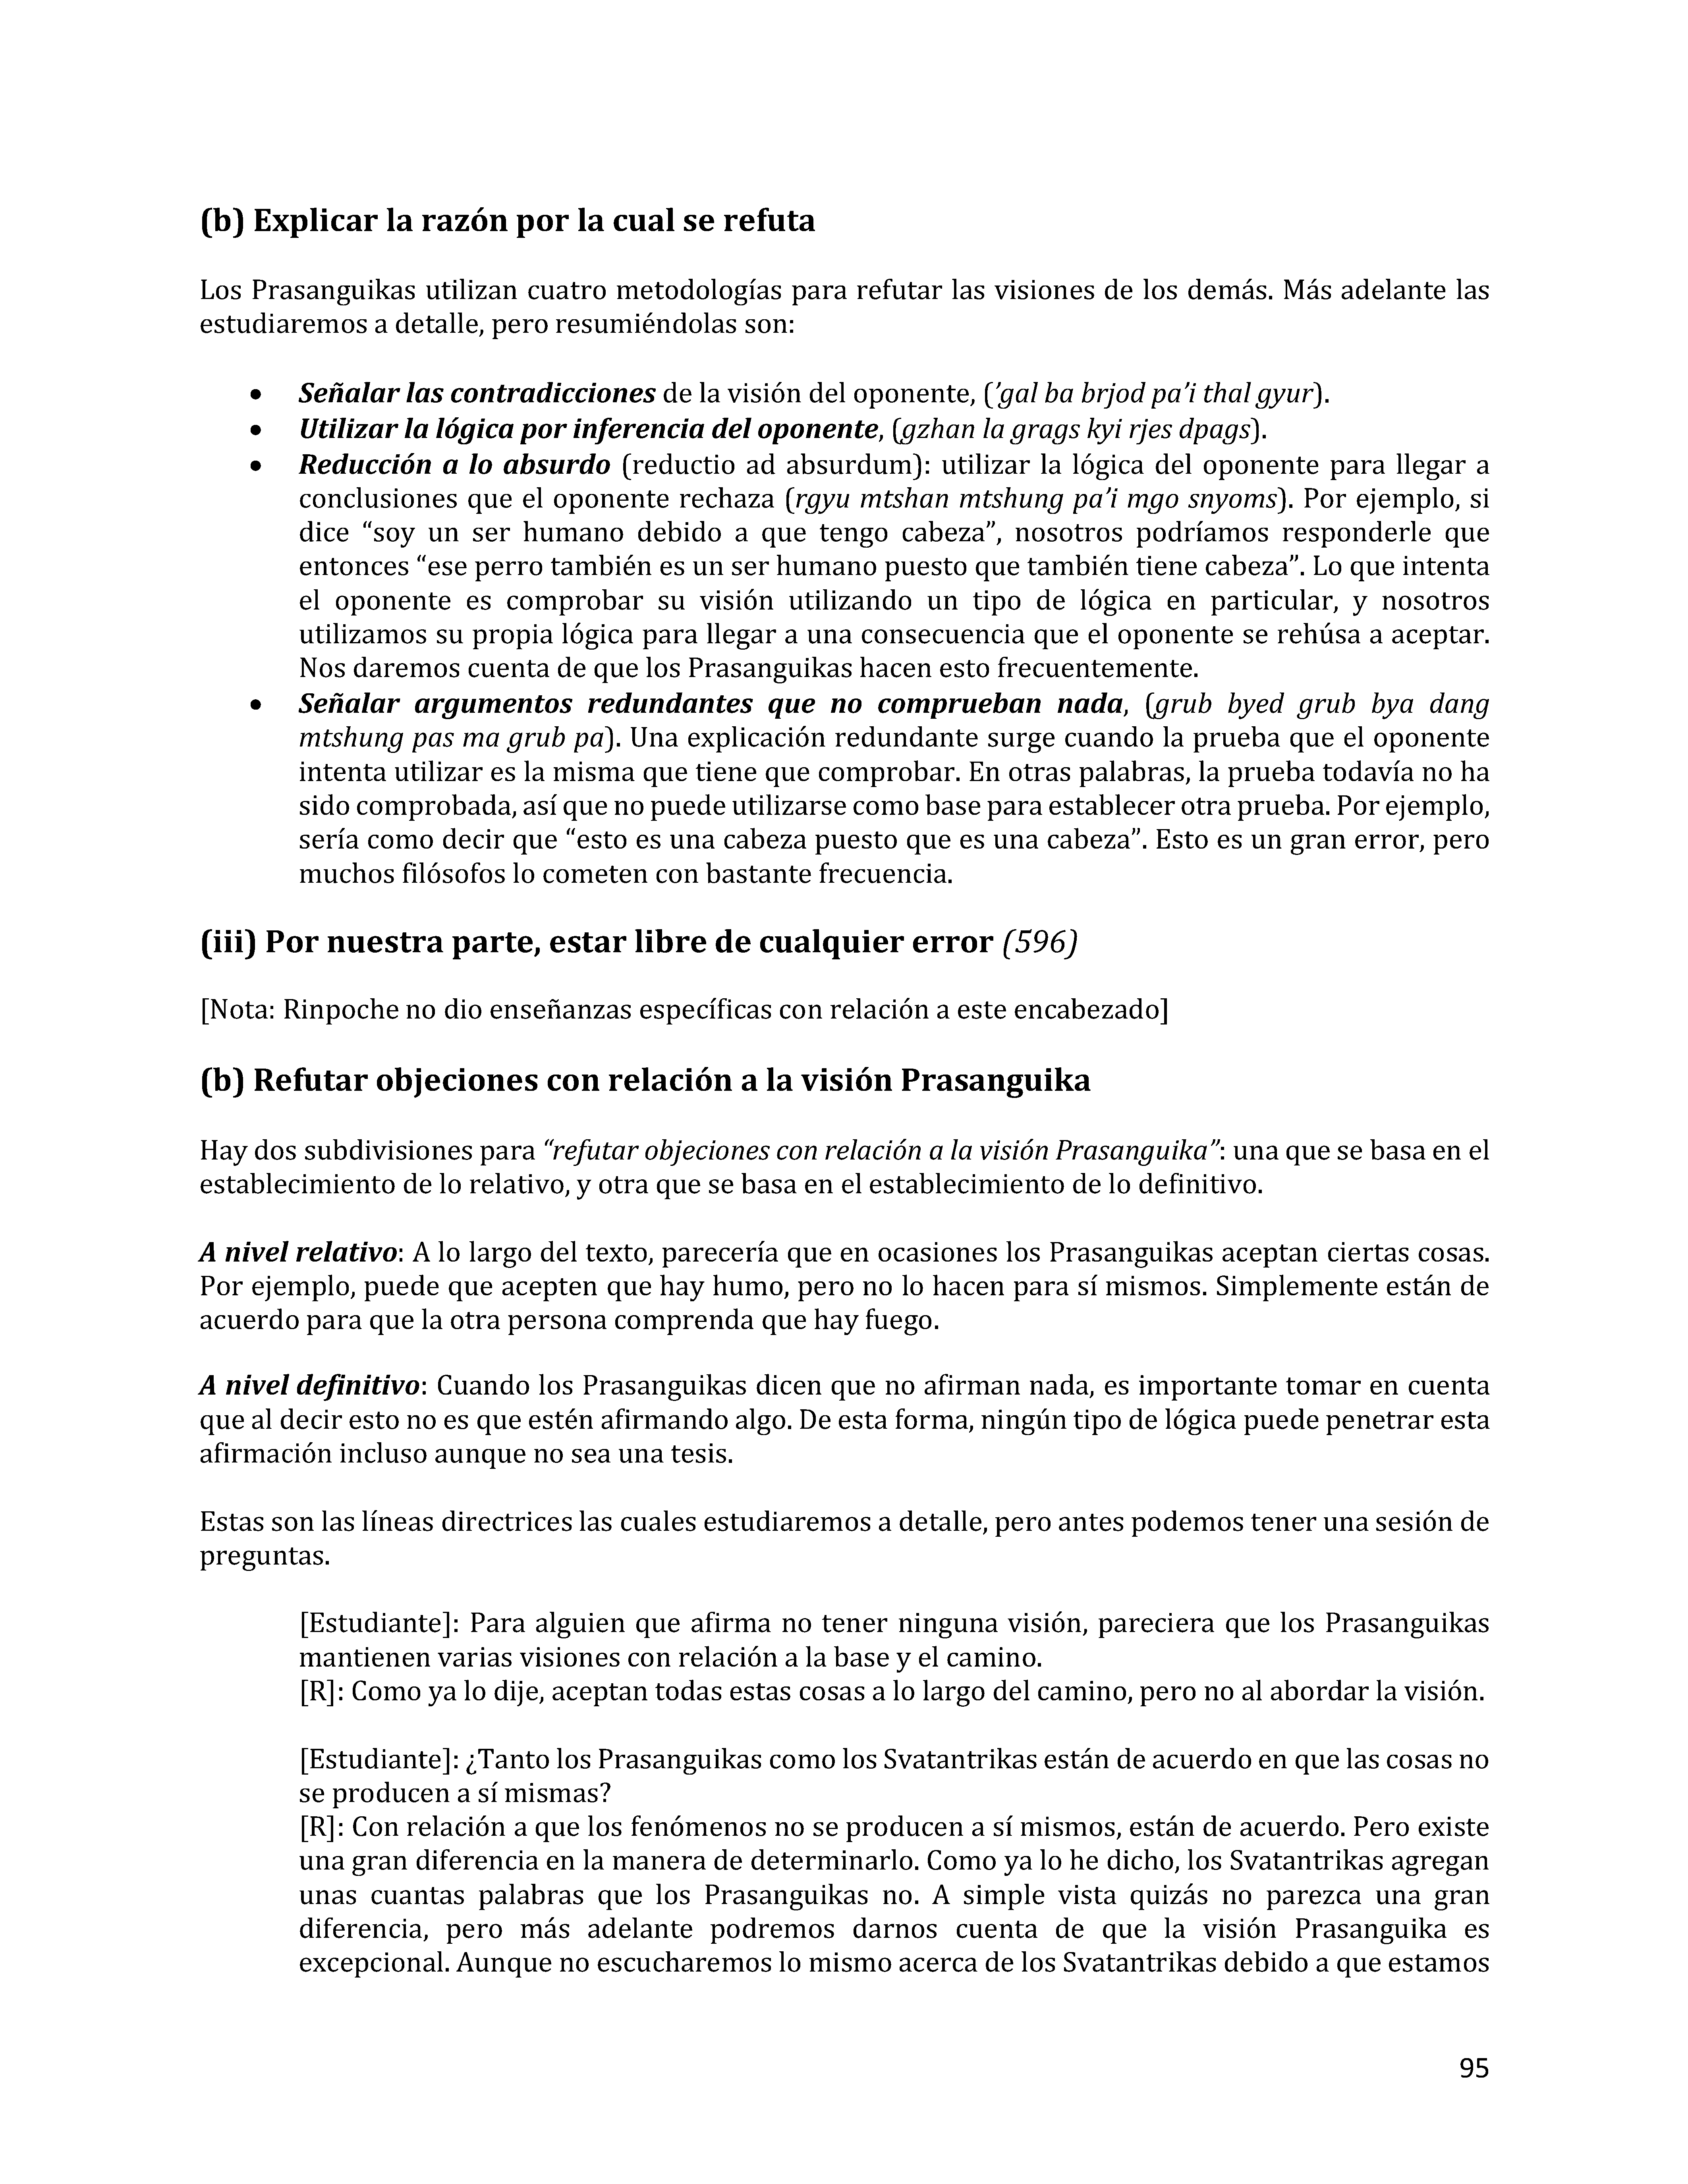 (b) Explicar la razón por la cual se refuta
Los Prasanguikas utilizan cuatro metodologías para refutar las visiones de los demás. Más adelante las
estudiaremos a detalle, pero resumiéndolas son:
• Señalar las contradicciones de la visión del oponente, (’gal ba brjod pa’i thal gyur).
• Utilizar la lógica por inferencia del oponente, (gzhan la grags kyi rjes dpags).
• Reducción a lo absurdo (reductio ad absurdum): utilizar la lógica del oponente para llegar a
conclusiones que el oponente rechaza (rgyu mtshan mtshung pa’i mgo snyoms). Por ejemplo, si
dice “soy un ser humano debido a que tengo cabeza”, nosotros podríamos responderle que
entonces “ese perro también es un ser humano puesto que también tiene cabeza”. Lo que intenta
el oponente es comprobar su visión utilizando un tipo de lógica en particular, y nosotros
utilizamos su propia lógica para llegar a una consecuencia que el oponente se rehúsa a aceptar.
Nos daremos cuenta de que los Prasanguikas hacen esto frecuentemente.
• Señalar argumentos redundantes que no comprueban nada, (grub byed grub bya dang
mtshung pas ma grub pa). Una explicación redundante surge cuando la prueba que el oponente
intenta utilizar es la misma que tiene que comprobar. En otras palabras, la prueba todavía no ha
sido comprobada, así que no puede utilizarse como base para establecer otra prueba. Por ejemplo,
sería como decir que “esto es una cabeza puesto que es una cabeza”. Esto es un gran error, pero
muchos filósofos lo cometen con bastante frecuencia.
(iii) Por nuestra parte, estar libre de cualquier error (596)
[Nota: Rinpoche no dio enseñanzas específicas con relación a este encabezado]
(b) Refutar objeciones con relación a la visión Prasanguika
Hay dos subdivisiones para “refutar objeciones con relación a la visión Prasanguika”: una que se basa en el
establecimiento de lo relativo, y otra que se basa en el establecimiento de lo definitivo.
A nivel relativo: A lo largo del texto, parecería que en ocasiones los Prasanguikas aceptan ciertas cosas.
Por ejemplo, puede que acepten que hay humo, pero no lo hacen para sí mismos. Simplemente están de
acuerdo para que la otra persona comprenda que hay fuego.
A nivel definitivo: Cuando los Prasanguikas dicen que no afirman nada, es importante tomar en cuenta
que al decir esto no es que estén afirmando algo. De esta forma, ningún tipo de lógica puede penetrar esta
afirmación incluso aunque no sea una tesis.
Estas son las líneas directrices las cuales estudiaremos a detalle, pero antes podemos tener una sesión de
preguntas.
[Estudiante]: Para alguien que afirma no tener ninguna visión, pareciera que los Prasanguikas
mantienen varias visiones con relación a la base y el camino.
[R]: Como ya lo dije, aceptan todas estas cosas a lo largo del camino, pero no al abordar la visión.
[Estudiante]: ¿Tanto los Prasanguikas como los Svatantrikas están de acuerdo en que las cosas no
se producen a sí mismas?
[R]: Con relación a que los fenómenos no se producen a sí mismos, están de acuerdo. Pero existe
una gran diferencia en la manera de determinarlo. Como ya lo he dicho, los Svatantrikas agregan
unas cuantas palabras que los Prasanguikas no. A simple vista quizás no parezca una gran
diferencia, pero más adelante podremos darnos cuenta de que la visión Prasanguika es
excepcional. Aunque no escucharemos lo mismo acerca de los Svatantrikas debido a que estamos
95